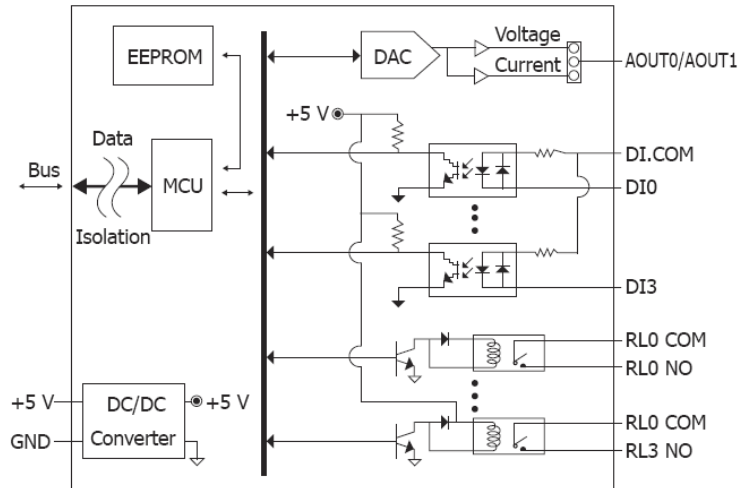 EEPROM
DAC
Voltage
Current
AOUT0/AOUT1
+5 V
Data
Bus
MCU
Isolation
DI.COM
DI0
DI3
RL0 COM
RL0 NO
+5 V
DC/DC
Converter
+5 V
GND
RL0 COM
RL3 NO